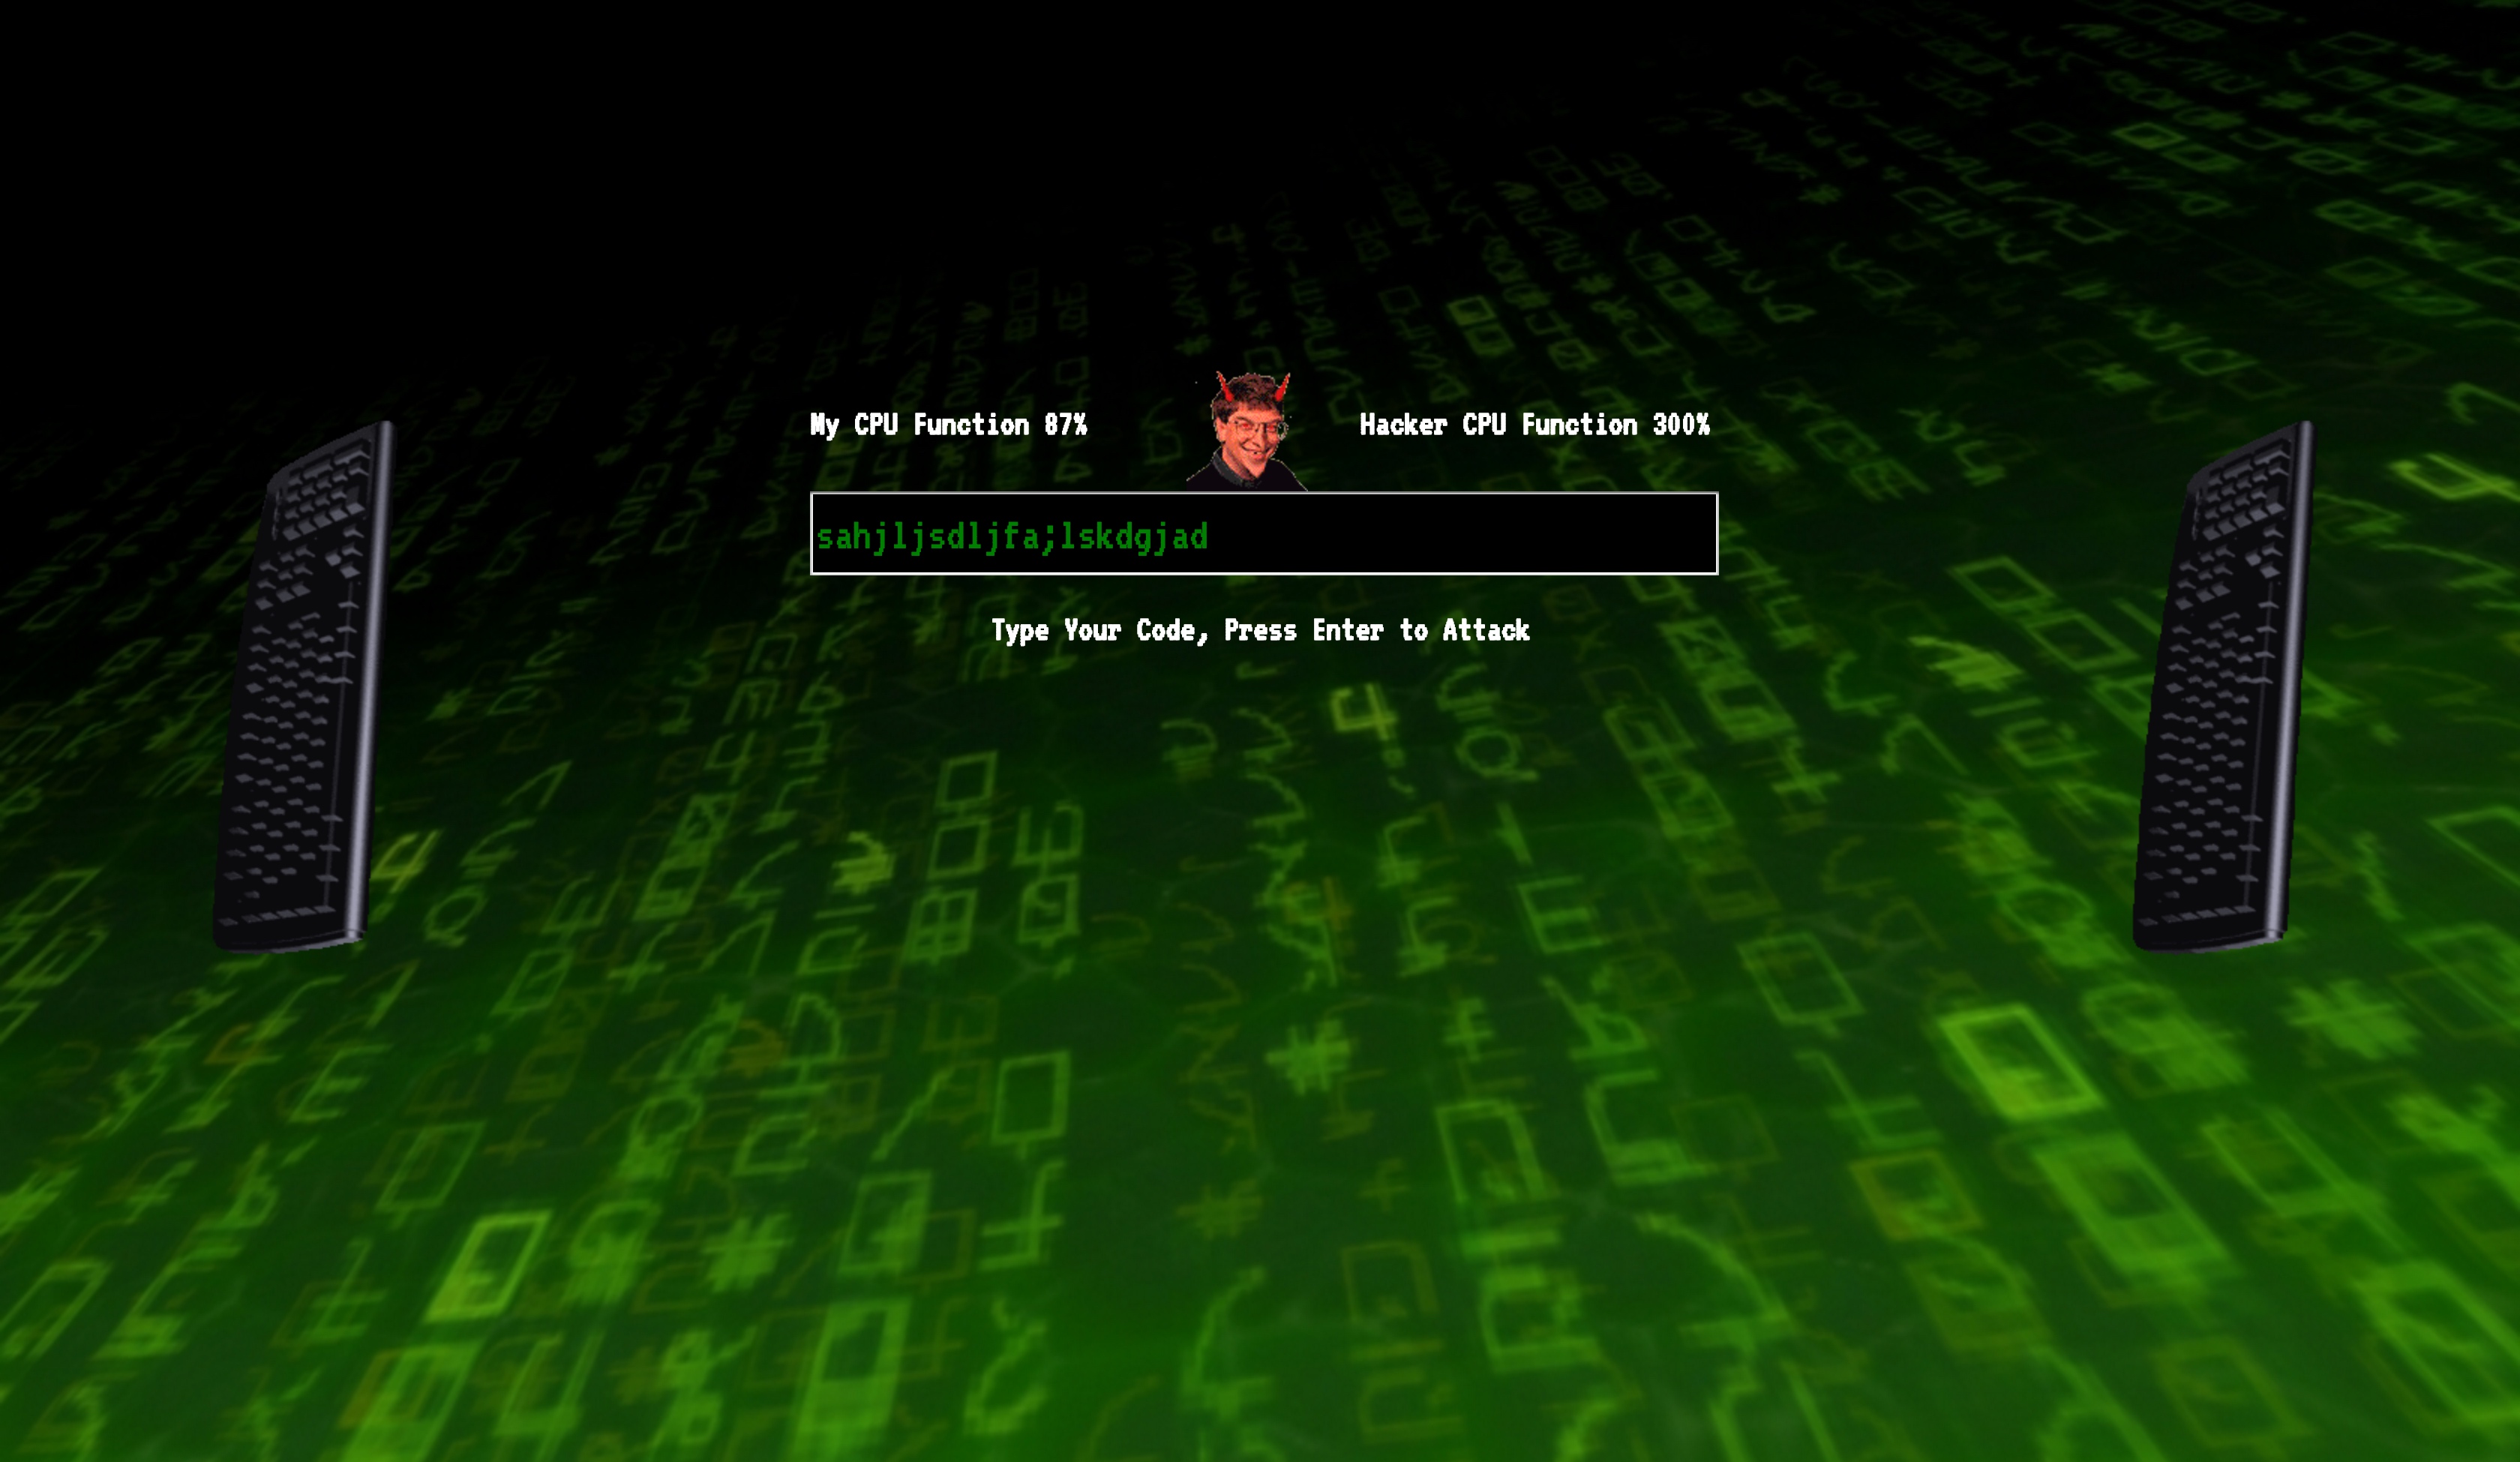 My CPU Function 87%
Hacker CPU Function 300%
sahjljsdljfa;lskdgjad
Type Your Code, Press Enter to Attack